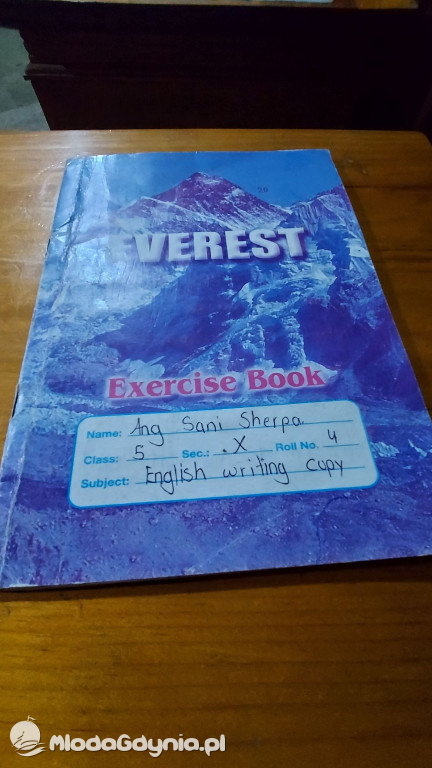 EVEREST
Exercise Book
Name: Ang Sani Sherpa.
Class: 5 Sec.: .X Roll No. 4
Subject: English writing copy
MlodaGdynia.pl